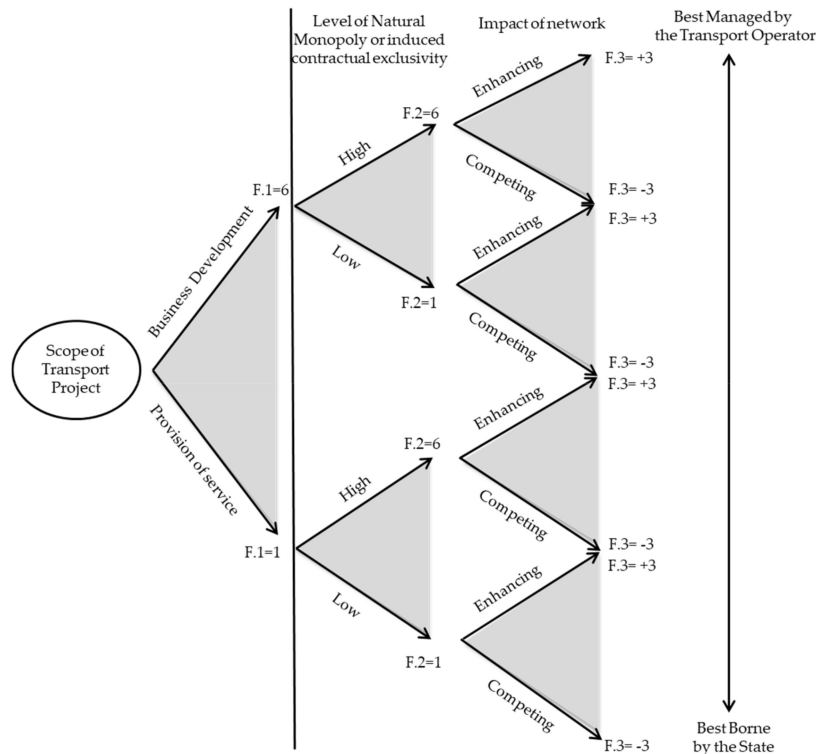 Level of Natural
Monopoly or induced
contractual exclusivity
Impact of network
Best Managed by
the Transport Operator
Scope of
Transport
Project
Business Development
Provision of service
F.1=6
F.1=1
High
Low
F.2=6
F.2=1
High
Low
F.2=6
F.2=1
Enhancing
Competing
F.3= +3
F.3= -3
Enhancing
Competing
F.3= +3
F.3= -3
Enhancing
Competing
F.3= +3
F.3= -3
Enhancing
Competing
F.3= +3
F.3= -3
Best Borne
by the State